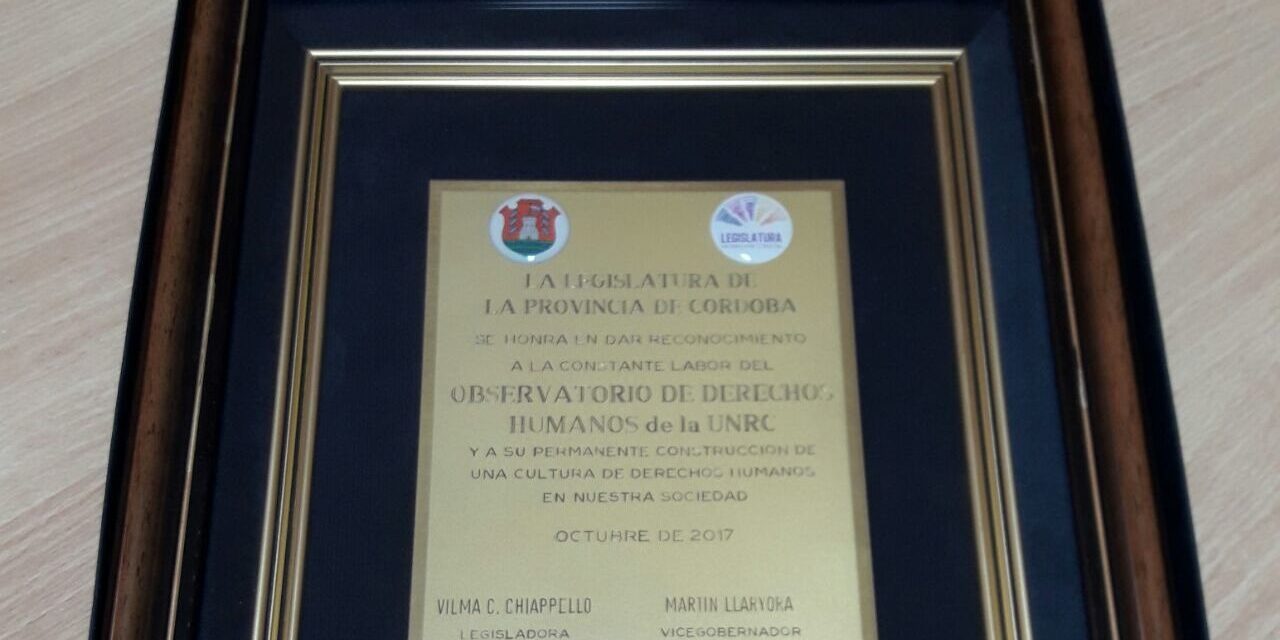 LEGISLATURA
LA LEGISLATURA DE
LA PROVINCIA DE CORDOBA
SE HONRA EN DAR RECONOCIMIENTO
A LA CONSTANTE LABOR DEL
OBSERVATORIO DE DERECHOS
HUMANOS de la UNRC
Y A SU PERMANENTE CONSTRUCCION DE
UNA CULTURA DE DERECHOS HUMANOS
EN NUESTRA SOCIEDAD
OCTUBRE DE 2017
VILMA C. CHIAPPELLO MARTIN LLARYORA
LEGISLADORA VICEGOBERNADOR